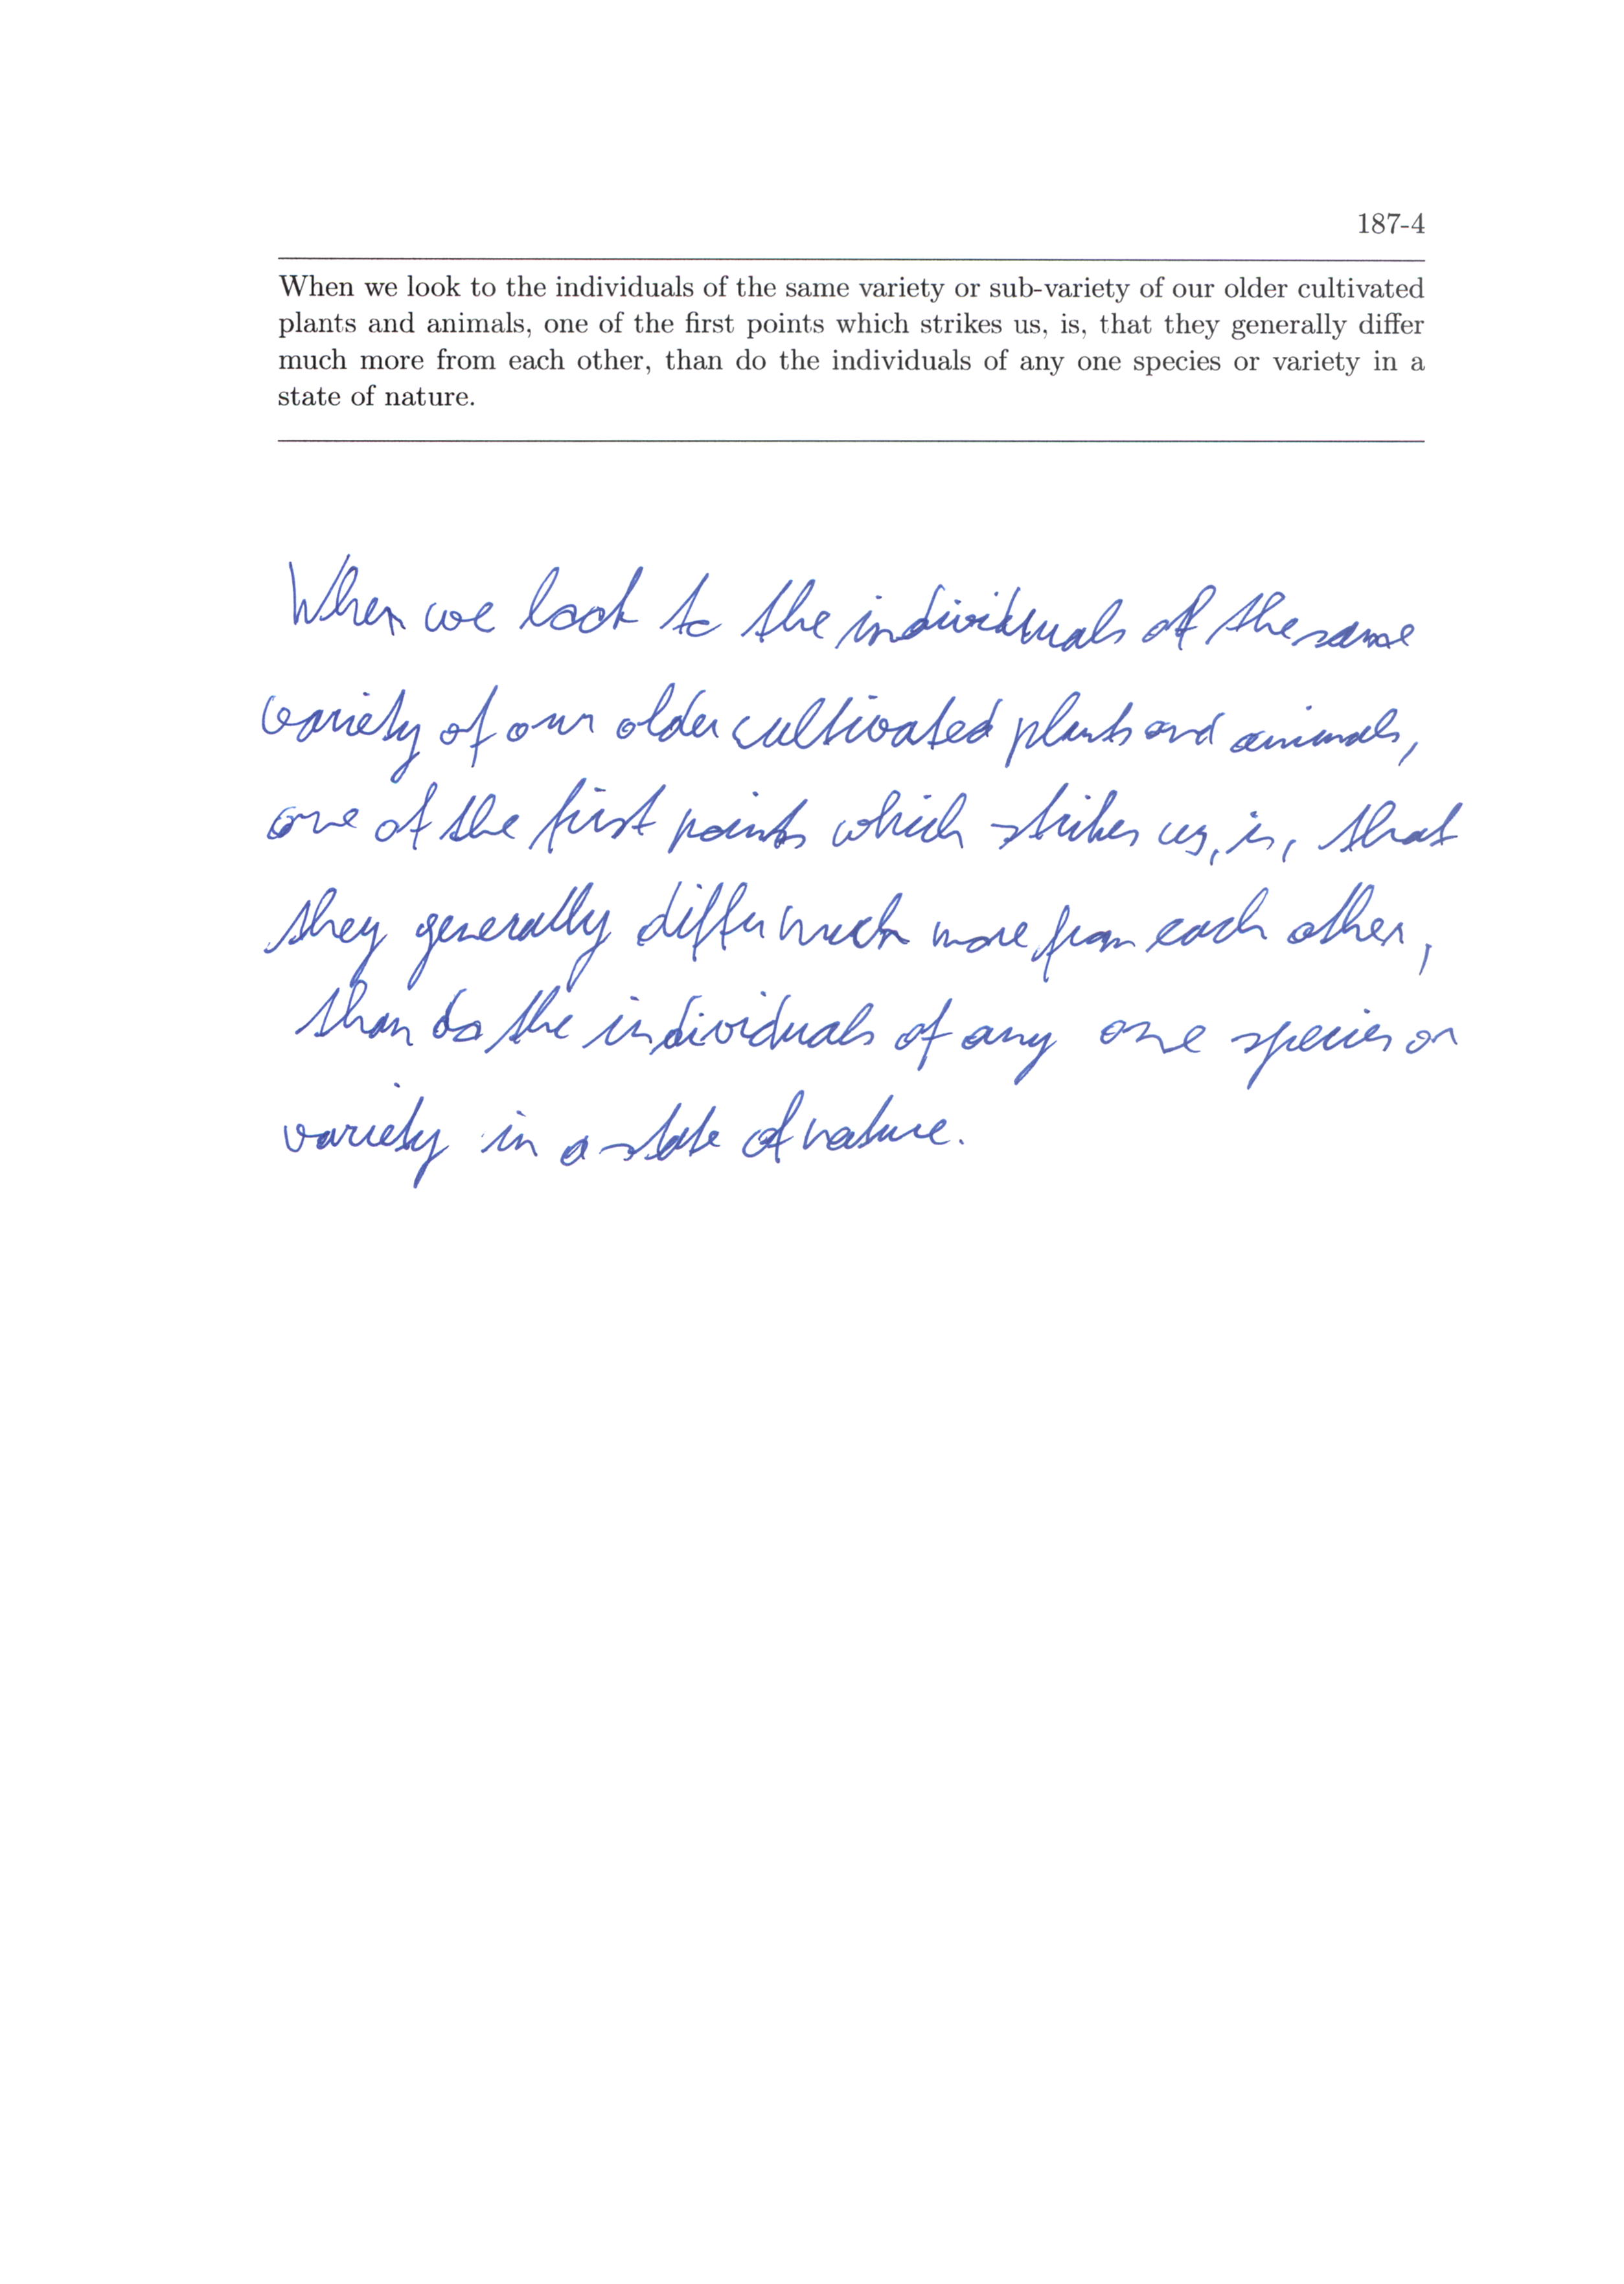 187-4
When we look to the individuals of the same variety or sub-variety of our older cultivated
plants and animals, one of the first points which strikes us, is, that they generally differ
much more from each other, than do the individuals of any one species or variety in a
state of nature.
When we look to the individuals of the same
variety of our older cultivated plants and animals,
one of the first points which strikes us, is, that
they generally differ much more from each other,
than do the individuals of any one species or
variety in a state of nature.